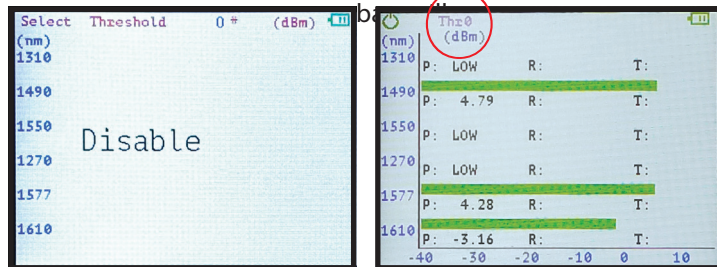 Select Threshold 0 # (dBm)
(nm)
1310
1490
1550
Disable
1270
1577
1610
Thr0
(dBm)
(nm)
1310
P: LOW R: T:
1490
P: 4.79 R: T:
1550
P: LOW R: T:
1270
P: LOW R: T:
1577
P: 4.28 R: T:
1610
P: -3.16 R: T:
-40 -30 -20 -10 0 10